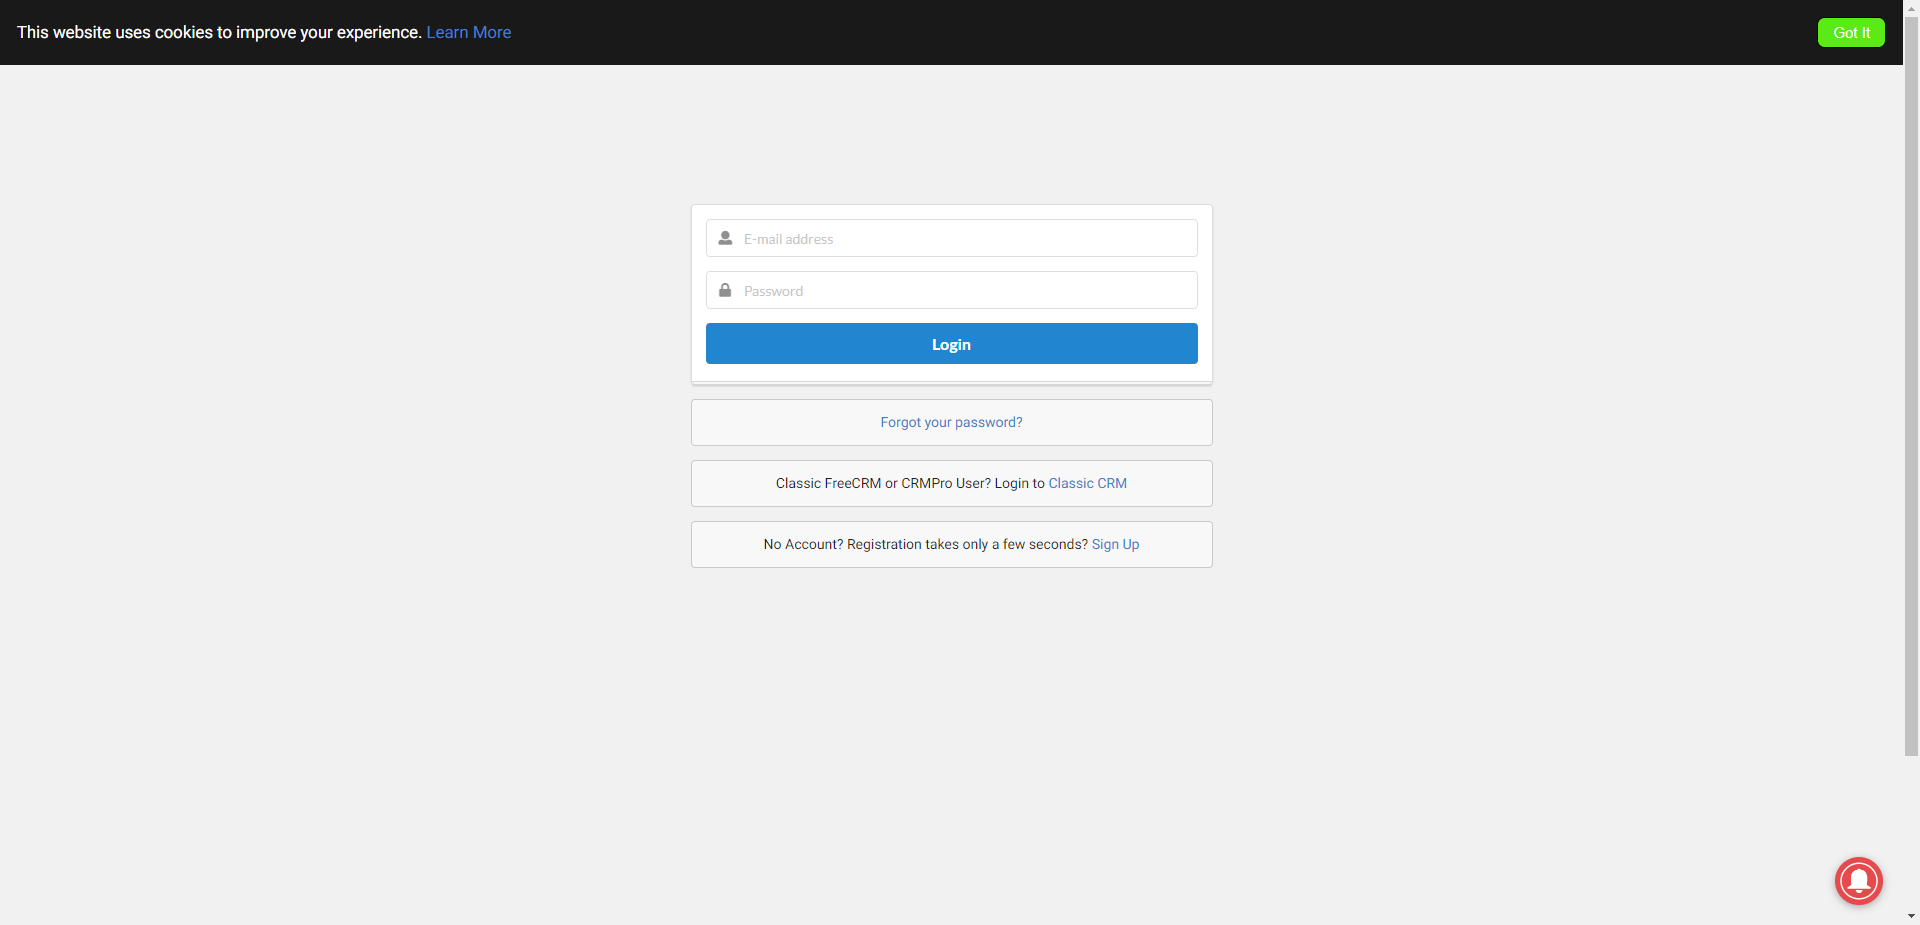 This website uses cookies to improve your experience. Learn More
Got It
E-mail address
Password
Login
Forgot your password?
Classic FreeCRM or CRMPro User? Login to Classic CRM
No Account? Registration takes only a few seconds? Sign Up